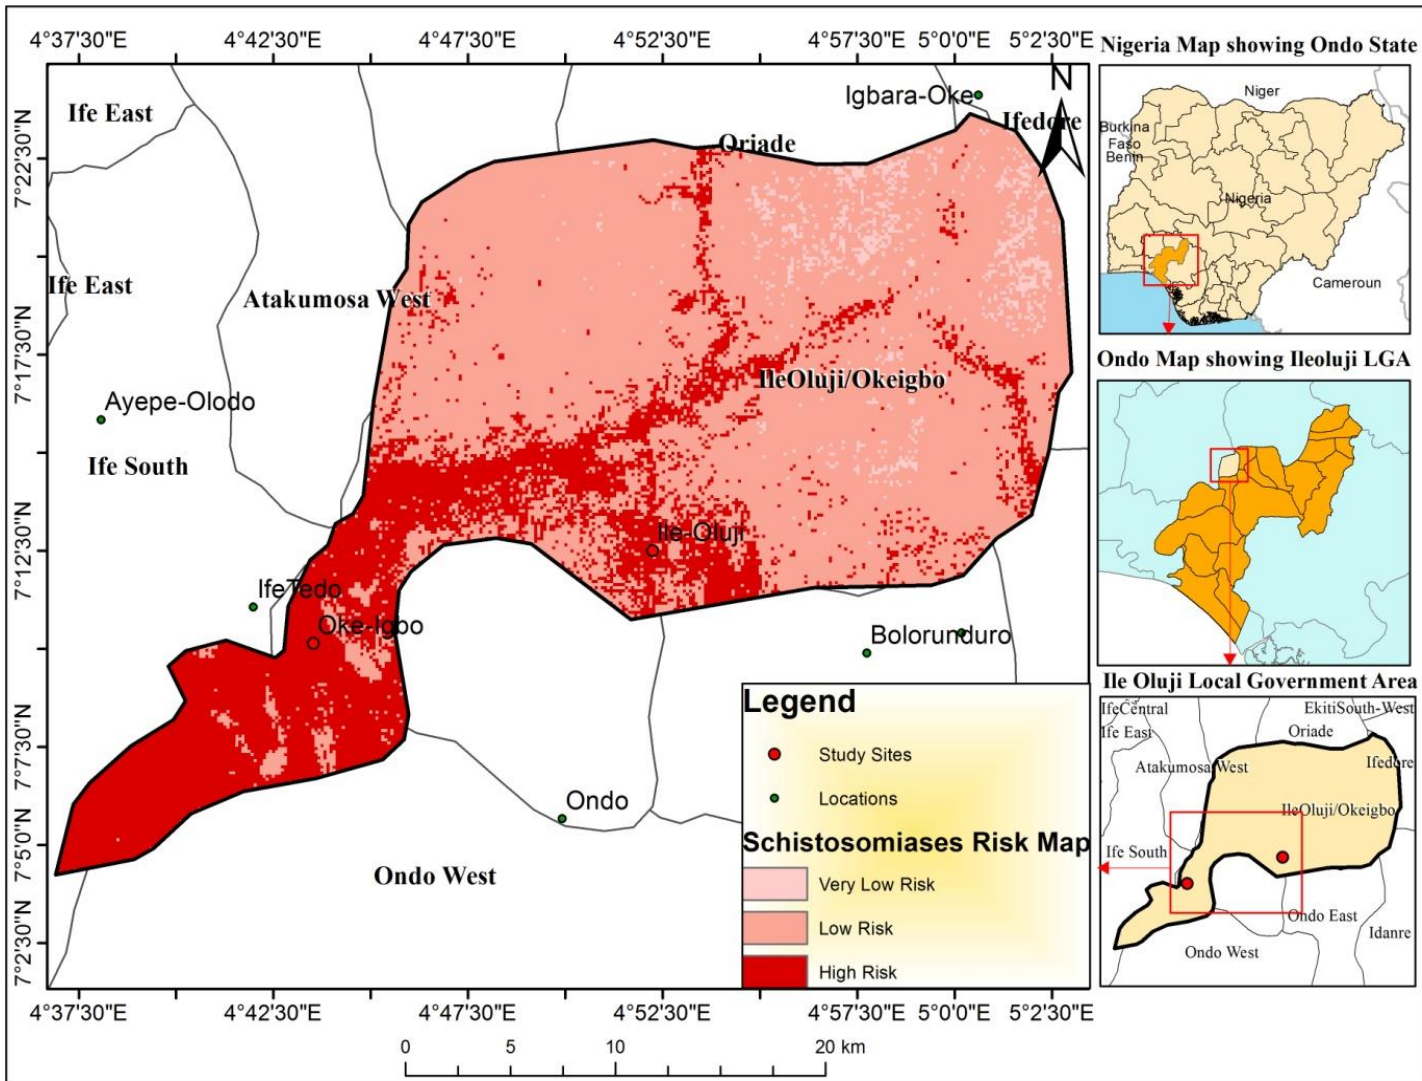 4°37'30"E 4°42'30"E 4°47'30"E 4°52'30"E 4°57'30"E 5°0'0"E 5°2'30"E
7°22'30"N
7°17'30"N
7°12'30"N
7°7'30"N
7°5'0"N
7°2'30"N
N
Ife East
Igbara-Oke
Ifedore
Oriade
Ife East
Atakumosa West
IleOluji/Okeigbo
Ayepe-Olodo
Ife South
Ile-Oluji
IfeTedo
Oke-Igbo
Bolorunduro
Ondo
Ondo West
Legend
Study Sites
Locations
Schistosomiases Risk Map
Very Low Risk
Low Risk
High Risk
4°37'30"E 4°42'30"E 4°47'30"E 4°52'30"E 4°57'30"E 5°0'0"E 5°2'30"E
0 5 10 20 km
Nigeria Map showing Ondo State
Niger
Burkina
Faso
Benin
Nigeria
Cameroun
Ondo Map showing Ileoluji LGA
Ile Oluji Local Government Area
IfeCentral EkitiSouth-West
Ife East Oriade
Atakumosa West Ifedore
IleOluji/Okeigbo
Ife South
Ondo East
Idanre
Ondo West